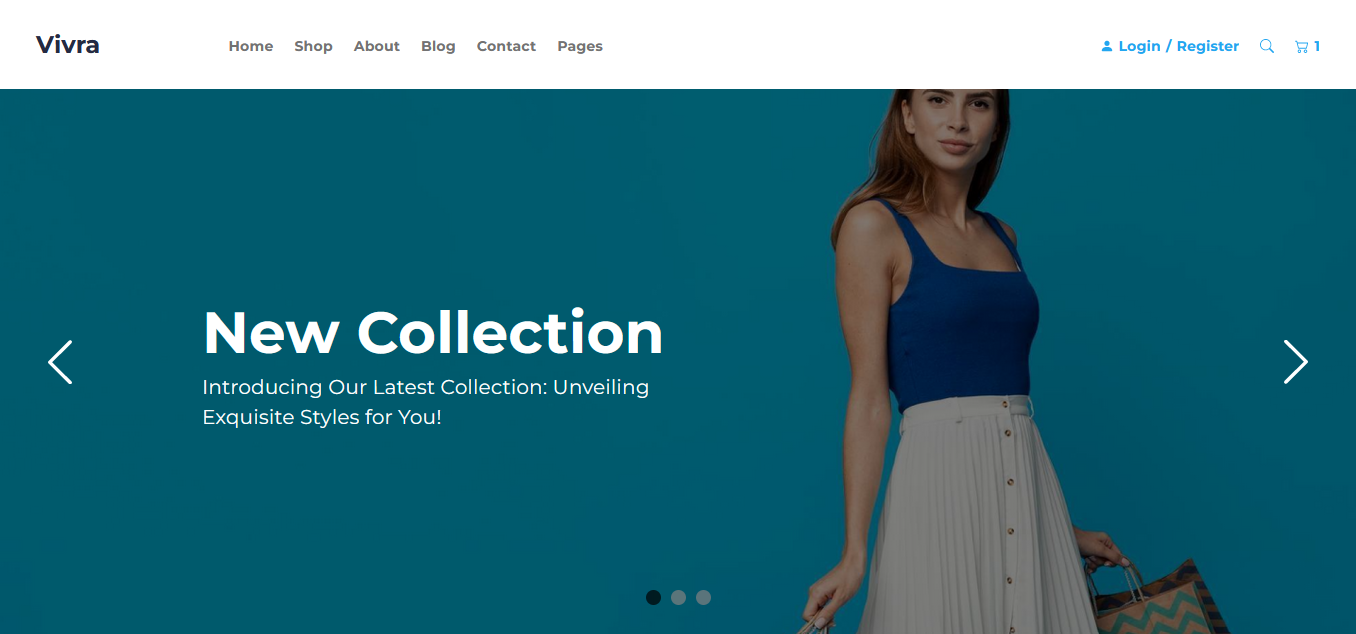 Vivra
Home Shop About Blog Contact Pages
Login / Register 1
New Collection
Introducing Our Latest Collection: Unveiling
Exquisite Styles for You!